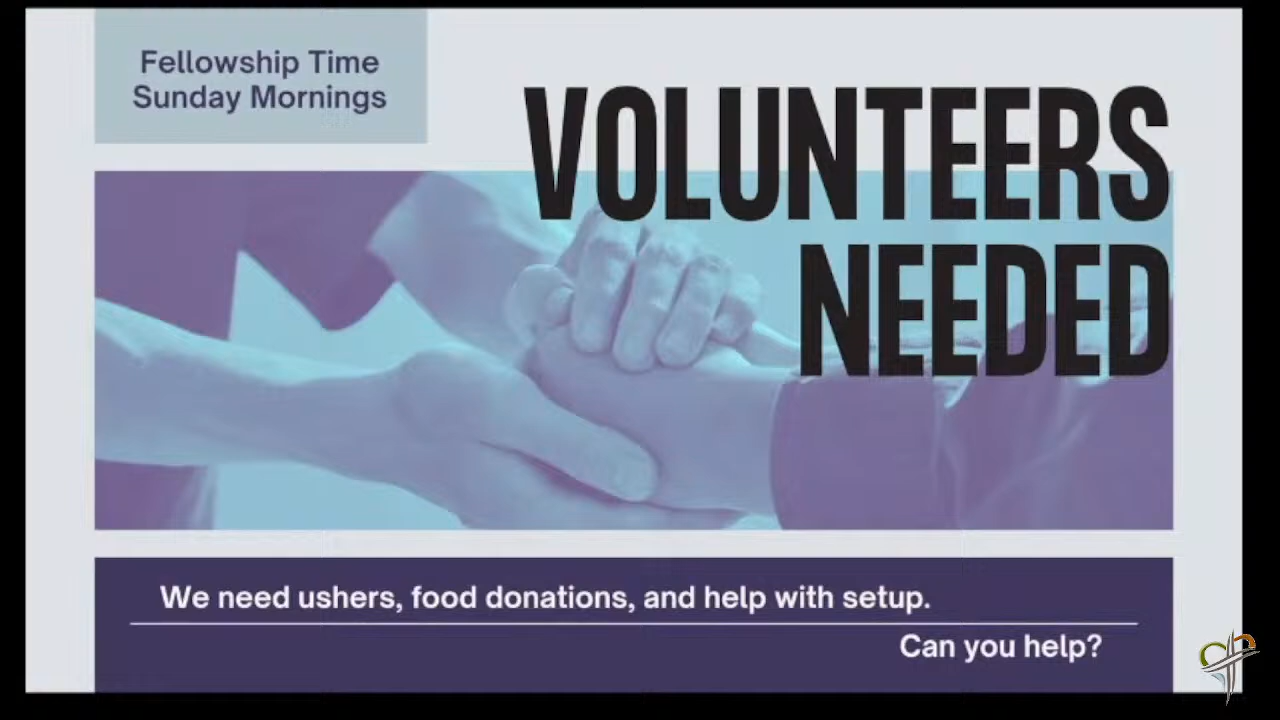 Fellowship Time
Sunday Mornings
VOLUNTEERS
NEEDED
We need ushers, food donations, and help with setup.
Can you help?